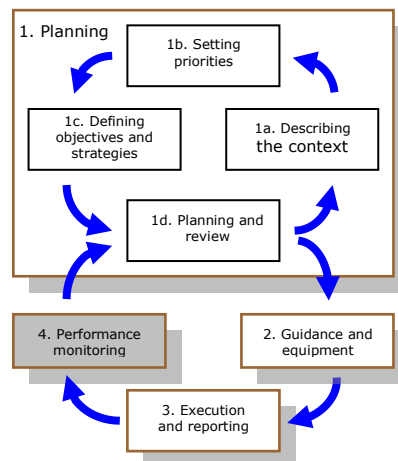 1. Planning
1b. Setting
priorities
1c. Defining
objectives and
strategies
1a. Describing
the context
1d. Planning and
review
4. Performance
monitoring
2. Guidance and
equipment
3. Execution
and reporting